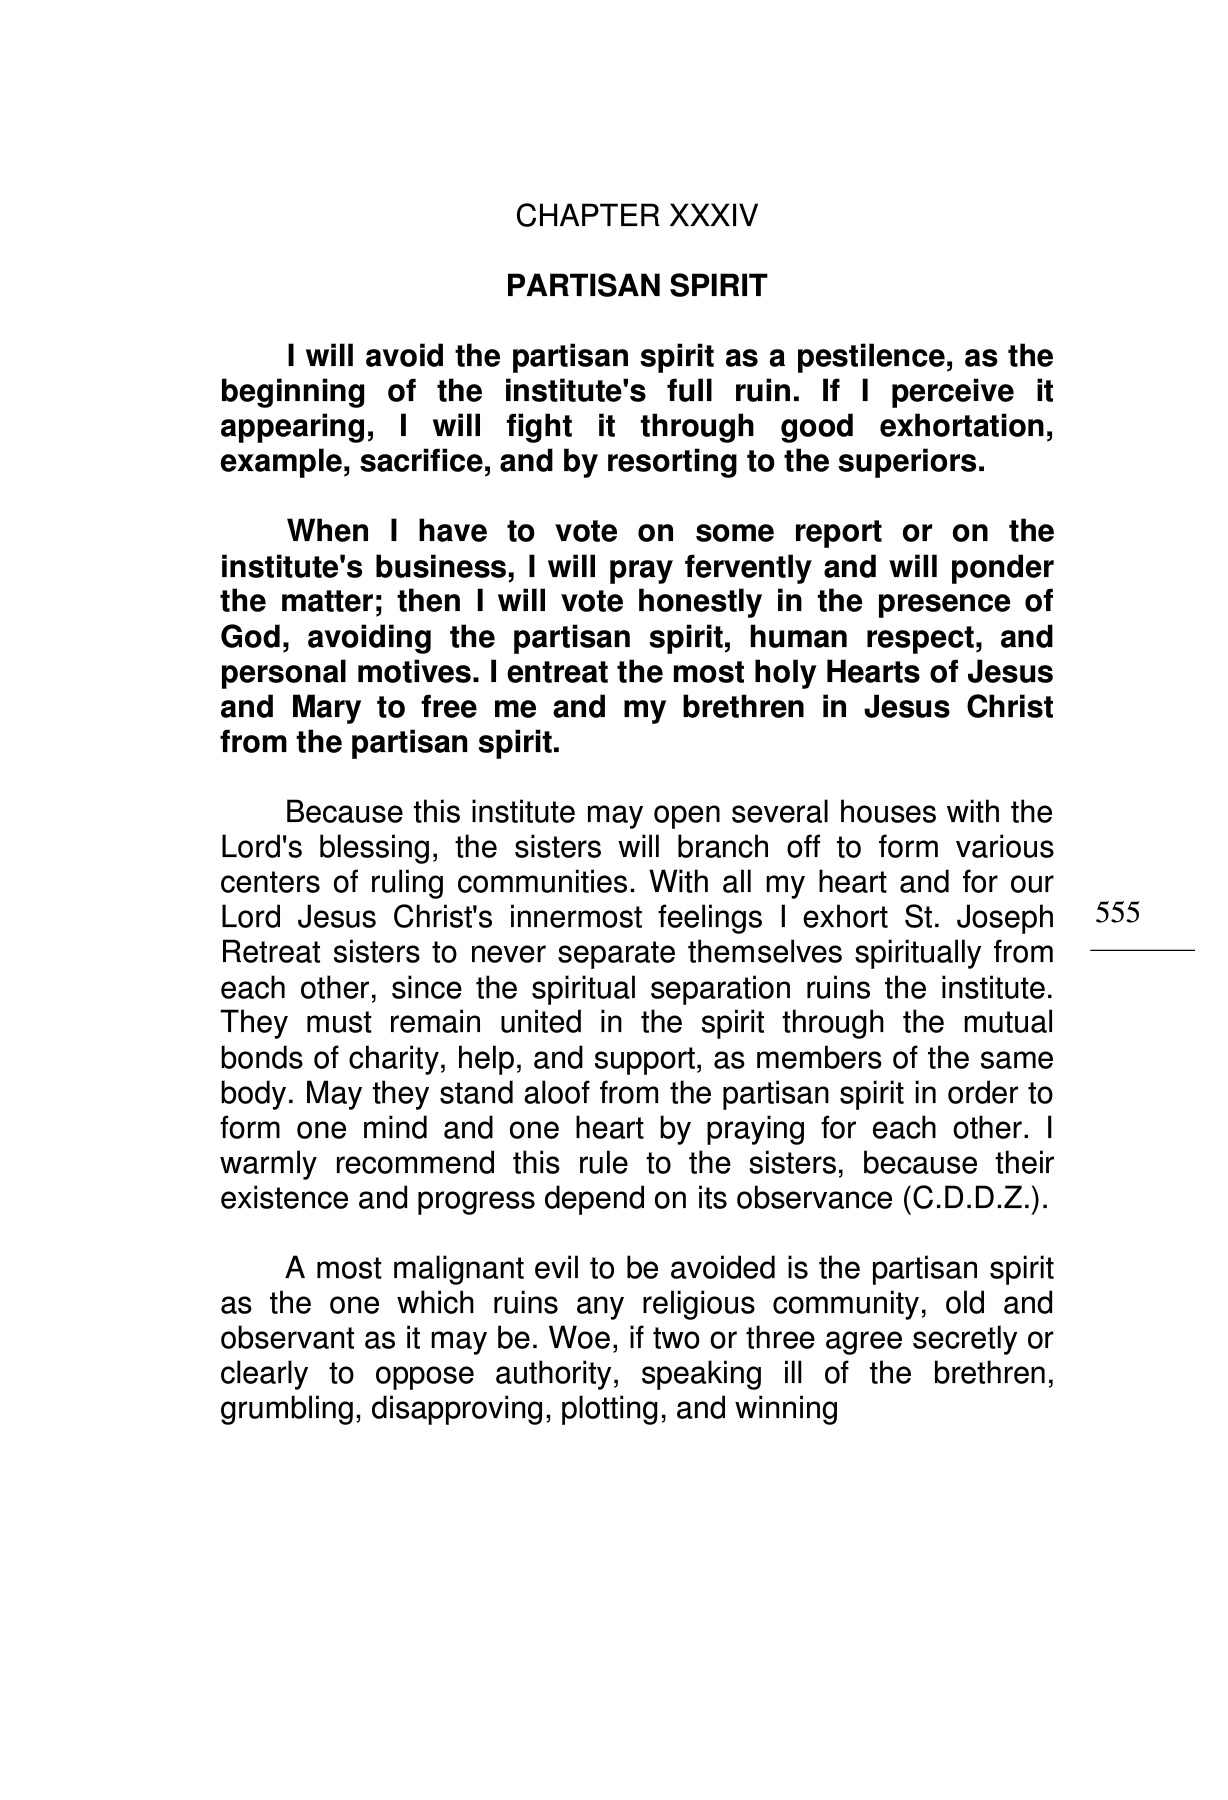 CHAPTER XXXIV
PARTISAN SPIRIT
I will avoid the partisan spirit as a pestilence, as the
beginning of the institute's full ruin. If I perceive it
appearing, I will fight it through good exhortation,
example, sacrifice, and by resorting to the superiors.
When I have to vote on some report or on the
institute's business, I will pray fervently and will ponder
the matter; then I will vote honestly in the presence of
God, avoiding the partisan spirit, human respect, and
personal motives. I entreat the most holy Hearts of Jesus
and Mary to free me and my brethren in Jesus Christ
from the partisan spirit.
Because this institute may open several houses with the
Lord's blessing, the sisters will branch off to form various
centers of ruling communities. With all my heart and for our
Lord Jesus Christ's innermost feelings I exhort St. Joseph
Retreat sisters to never separate themselves spiritually from
each other, since the spiritual separation ruins the institute.
They must remain united in the spirit through the mutual
bonds of charity, help, and support, as members of the same
body. May they stand aloof from the partisan spirit in order to
form one mind and one heart by praying for each other. I
warmly recommend this rule to the sisters, because their
existence and progress depend on its observance (C.D.D.Z.).
A most malignant evil to be avoided is the partisan spirit
as the one which ruins any religious community, old and
observant as it may be. Woe, if two or three agree secretly or
clearly to oppose authority, speaking ill of the brethren,
grumbling, disapproving, plotting, and winning
555